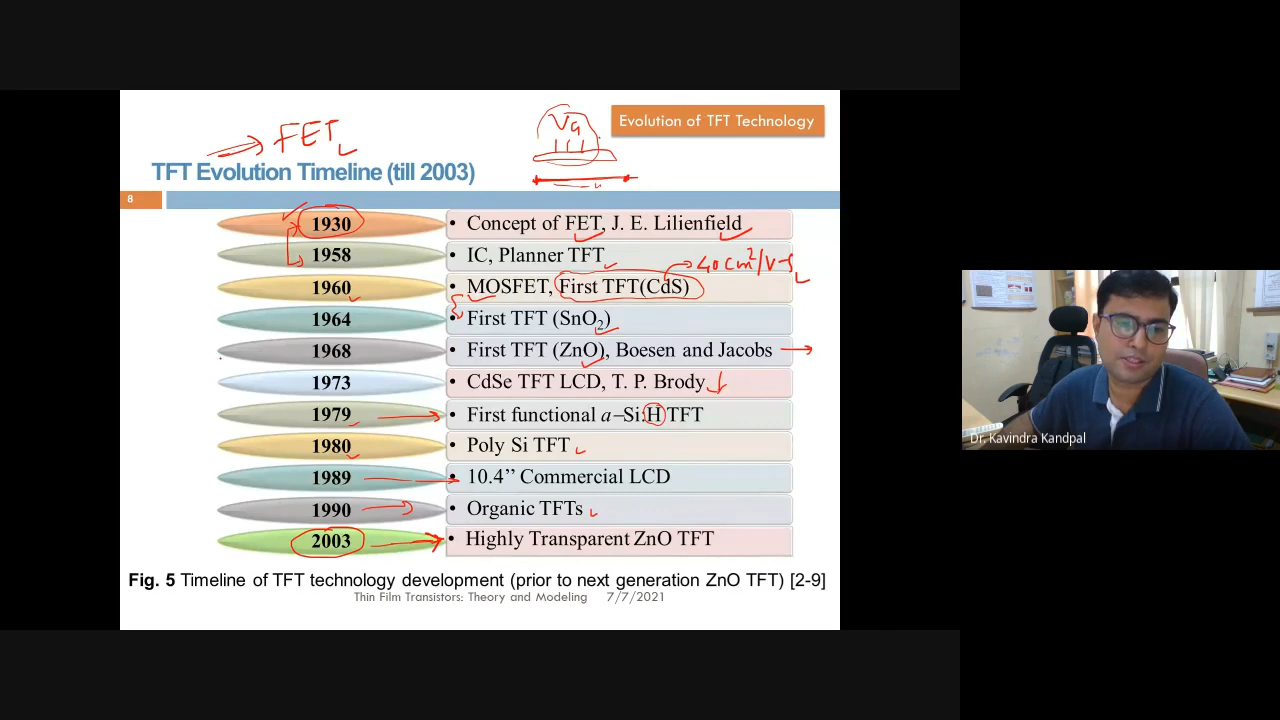 Evolution of TFT Technology
FET
VG
TFT Evolution Timeline (till 2003)
8
1930 • Concept of FET, J. E. Lilienfield
1958 • IC, Planner TFT
40 cm²/V-s
1960 • MOSFET, First TFT(CdS)
1964 • First TFT (SnO₂)
1968 • First TFT (ZnO), Boesen and Jacobs
1973 • CdSe TFT LCD, T. P. Brody
1979 • First functional a–Si:H TFT
1980 • Poly Si TFT
1989 • 10.4’’ Commercial LCD
1990 • Organic TFTs
2003 • Highly Transparent ZnO TFT
Fig. 5 Timeline of TFT technology development (prior to next generation ZnO TFT) [2-9]
Thin Film Transistors: Theory and Modeling 7/7/2021
Dr. Kavindra Kandpal